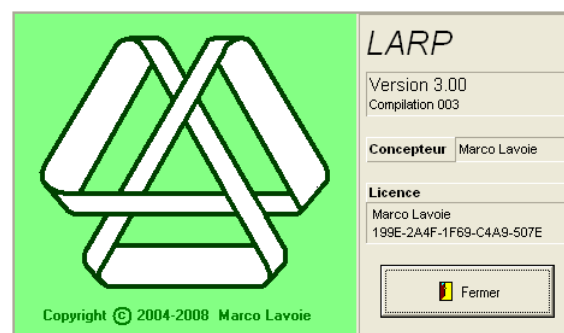 LARP
Version 3.00
Compilation 003
Concepteur Marco Lavoie
Licence
Marco Lavoie
199E-2A4F-1F69-C4A9-507E
Fermer
Copyright © 2004-2008 Marco Lavoie